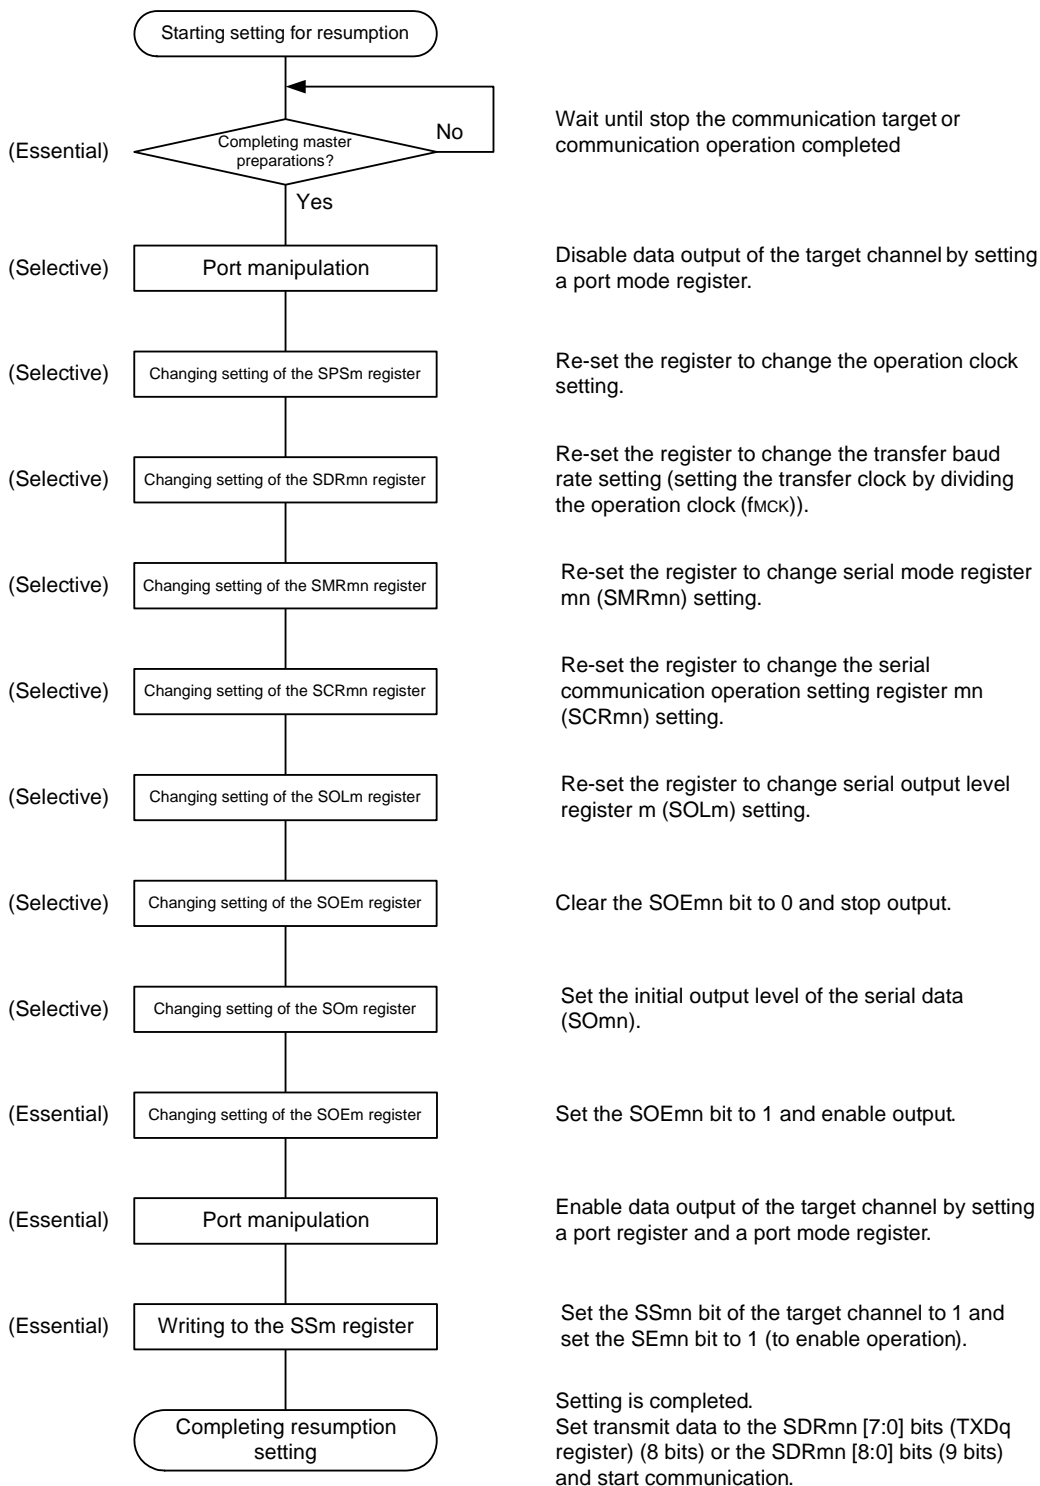 Starting setting for resumption
(Essential)
Completing master
preparations?
No
Yes
Wait until stop the communication target or
communication operation completed
(Selective)
Port manipulation
Disable data output of the target channel by setting
a port mode register.
(Selective)
Changing setting of the SPSm register
Re-set the register to change the operation clock
setting.
(Selective)
Changing setting of the SDRmn register
Re-set the register to change the transfer baud
rate setting (setting the transfer clock by dividing
the operation clock (fMCK)).
(Selective)
Changing setting of the SMRmn register
Re-set the register to change serial mode register
mn (SMRmn) setting.
(Selective)
Changing setting of the SCRmn register
Re-set the register to change the serial
communication operation setting register mn
(SCRmn) setting.
(Selective)
Changing setting of the SOLm register
Re-set the register to change serial output level
register m (SOLm) setting.
(Selective)
Changing setting of the SOEm register
Clear the SOEmn bit to 0 and stop output.
(Selective)
Changing setting of the SOm register
Set the initial output level of the serial data
(SOmn).
(Essential)
Changing setting of the SOEm register
Set the SOEmn bit to 1 and enable output.
(Essential)
Port manipulation
Enable data output of the target channel by setting
a port register and a port mode register.
(Essential)
Writing to the SSm register
Set the SSmn bit of the target channel to 1 and
set the SEmn bit to 1 (to enable operation).
Completing resumption
setting
Setting is completed.
Set transmit data to the SDRmn [7:0] bits (TXDq
register) (8 bits) or the SDRmn [8:0] bits (9 bits)
and start communication.